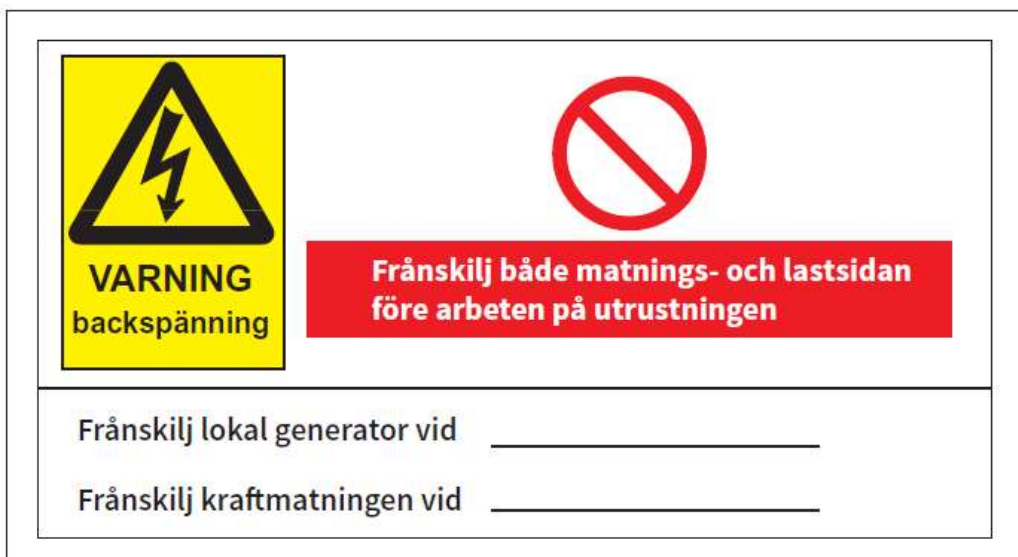 VARNING
backspänning
Frånskilj både matnings- och lastsidan
före arbeten på utrustningen
Frånskilj lokal generator vid
Frånskilj kraftmatningen vid